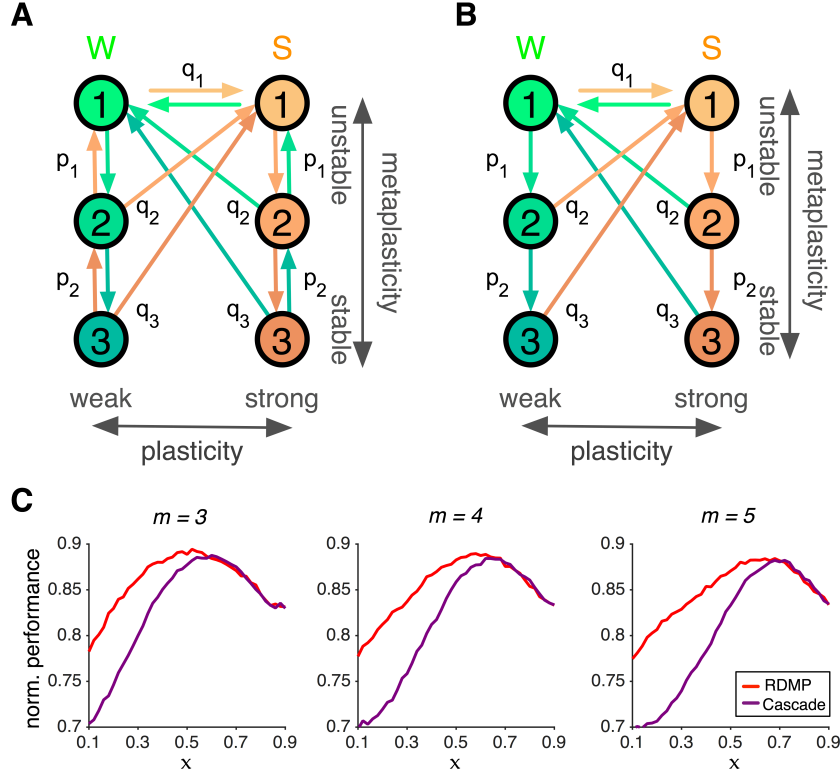 A
W
S
q1
1
1
p1
p1
unstable
2
q2
q2
2
metaplasticity
p2
p2
3
q3
q3
3
stable
weak
strong
plasticity
B
W
S
q1
1
1
p1
p1
unstable
2
q2
q2
2
metaplasticity
p2
p2
3
q3
q3
3
stable
weak
strong
plasticity
C
norm. performance
m = 3
0.9
0.85
0.8
0.75
0.7
0.1 0.3 0.5 0.7 0.9
x
m = 4
0.9
0.85
0.8
0.75
0.7
0.1 0.3 0.5 0.7 0.9
x
m = 5
0.9
0.85
0.8
0.75
0.7
0.1 0.3 0.5 0.7 0.9
x
RDMP
Cascade